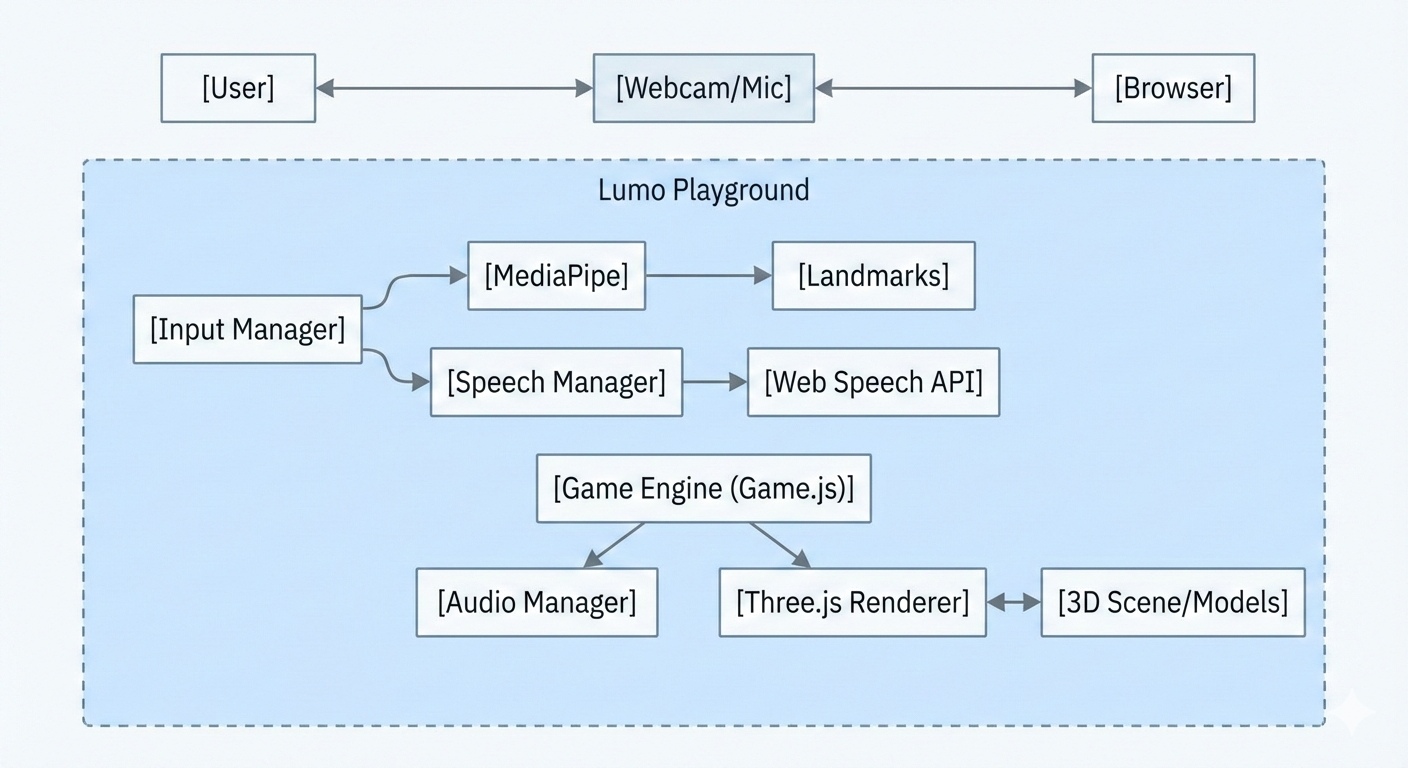 [User]
[Webcam/Mic]
[Browser]
Lumo Playground
[MediaPipe]
[Landmarks]
[Input Manager]
[Speech Manager]
[Web Speech API]
[Game Engine (Game.js)]
[Audio Manager]
[Three.js Renderer]
[3D Scene/Models]